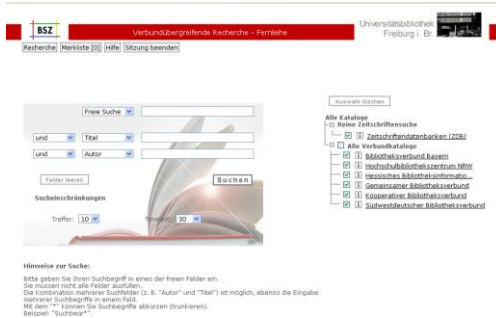 BSZ
Verbundübergreifende Recherche - Fernleihe
Universitätsbibliothek
Freiburg i. Br.
Recherche Merkliste [0] Hilfe Sitzung beenden
Auswahl löschen
Freie Suche
und Titel
und Autor
Felder leeren
Suchen
Sucheinschränkungen
Treffer: 10 Timeout: 30
Alle Kataloge
Reine Zeitschriftensuche
Zeitschriftendatenbanken (ZDB)
Alle Verbundkataloge
Bibliotheksverbund Bayern
Hochschulbibliothekszentrum NRW
Hessisches Bibliotheksinformatio...
Gemeinsamer Bibliotheksverbund
Kooperativer Bibliotheksverbund
Südwestdeutscher Bibliotheksverbund
Hinweise zur Suche:
Bitte geben Sie Ihren Suchbegriff in eines der freien Felder ein.
Sie müssen nicht alle Felder ausfüllen.
Die Kombination mehrerer Suchfelder (z. B. "Autor" und "Titel") ist möglich, ebenso die Eingabe
mehrerer Suchbegriffe in einem Feld.
Mit dem "*" können Sie Suchbegriffe abkürzen (trunkieren).
Beispiel: "Suchbegr*".